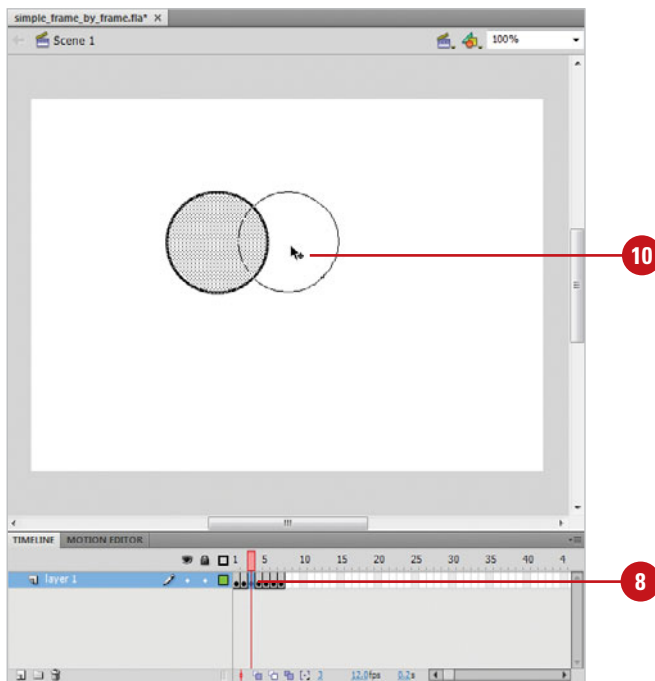 simple_frame_by_frame.fla* ×
Scene 1
100%
10
TIMELINE MOTION EDITOR
1 5 10 15 20 25 30 35 40 4
layer 1
8
3 12.0fps 0.2s